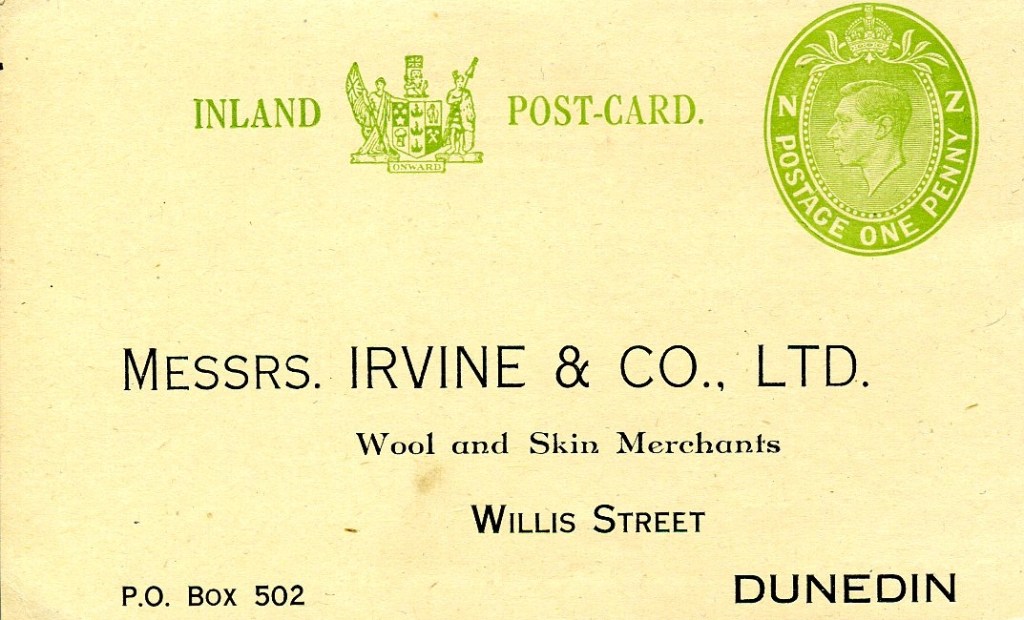 INLAND POST-CARD.
ONWARD
N Z
POSTAGE ONE PENNY
MESSRS. IRVINE & CO., LTD.
Wool and Skin Merchants
WILLIS STREET
P.O. BOX 502
DUNEDIN